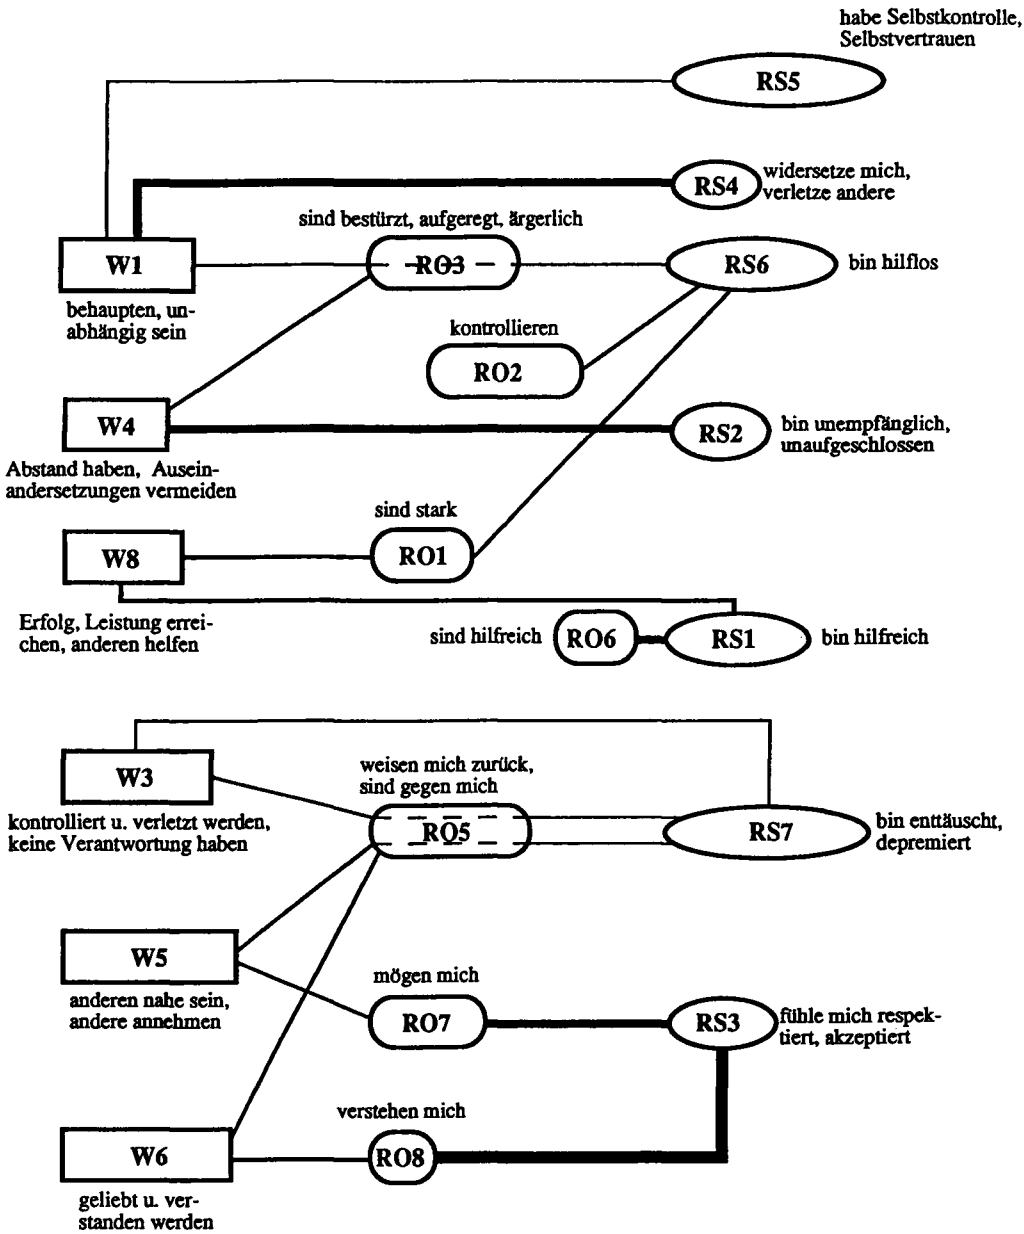 habe Selbstkontrolle,
Selbstvertrauen
RS5
RS4
widersetze mich,
verletze andere
sind bestürzt, aufgeregt, ärgerlich
W1
RO3
RS6
bin hilflos
behaupten, un-
abhängig sein
kontrollieren
RO2
W4
RS2
bin unempfänglich,
unaufgeschlossen
Abstand haben, Ausein-
andersetzungen vermeiden
sind stark
W8
RO1
Erfolg, Leistung errei-
chen, anderen helfen
sind hilfreich
RO6
RS1
bin hilfreich
W3
weisen mich zurück,
sind gegen mich
kontrolliert u. verletzt werden,
keine Verantwortung haben
RO5
RS7
bin enttäuscht,
depremiert
W5
anderen nahe sein,
andere annehmen
mögen mich
RO7
RS3
fühle mich respek-
tiert, akzeptiert
verstehen mich
W6
RO8
geliebt u. ver-
standen werden